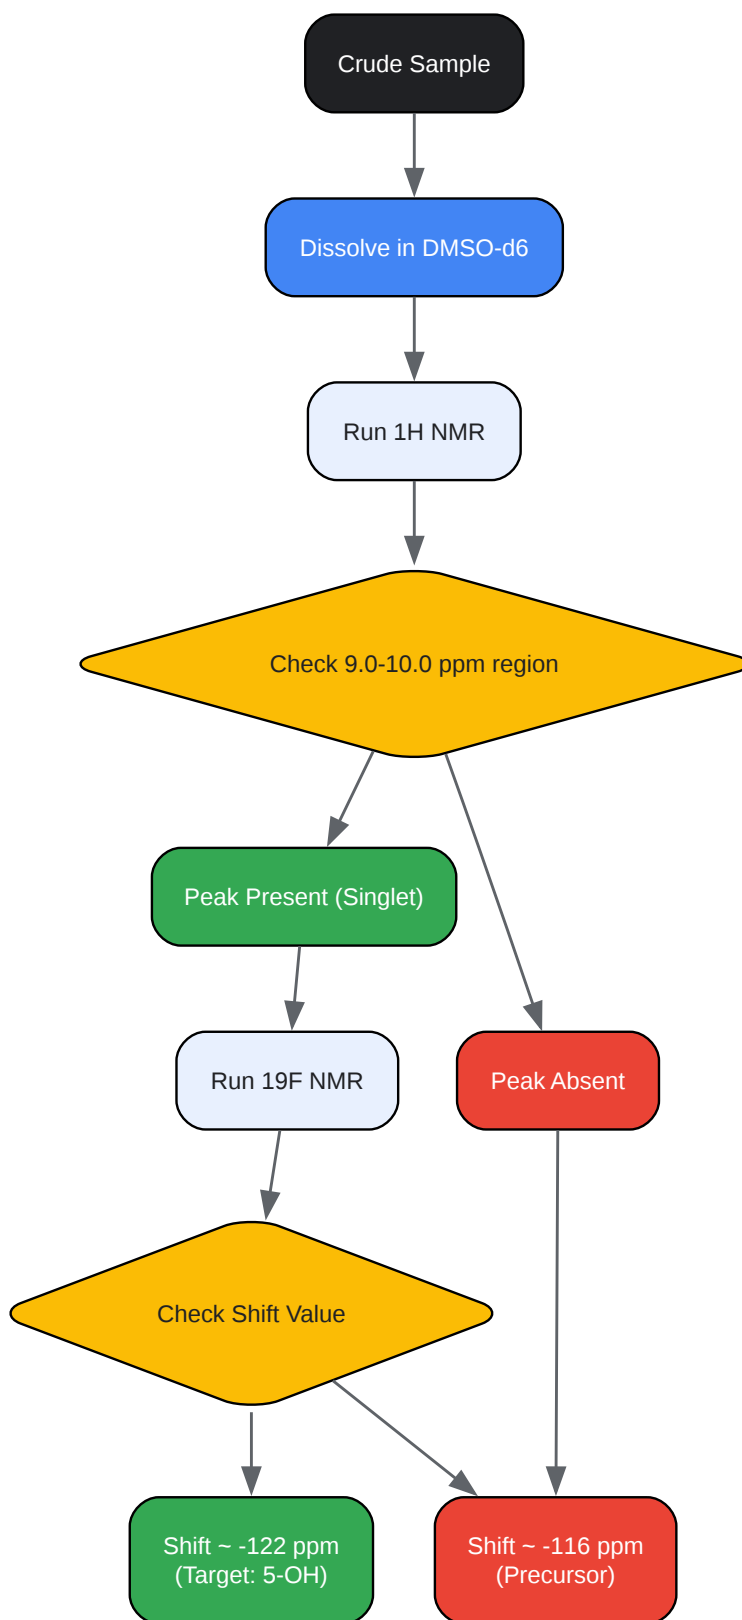 Crude Sample
Dissolve in DMSO-d6
Run 1H NMR
Check 9.0-10.0 ppm region
Peak Present (Singlet)
Run 19F NMR
Peak Absent
Check Shift Value
Shift ~ -122 ppm
(Target: 5-OH)
Shift ~ -116 ppm
(Precursor)